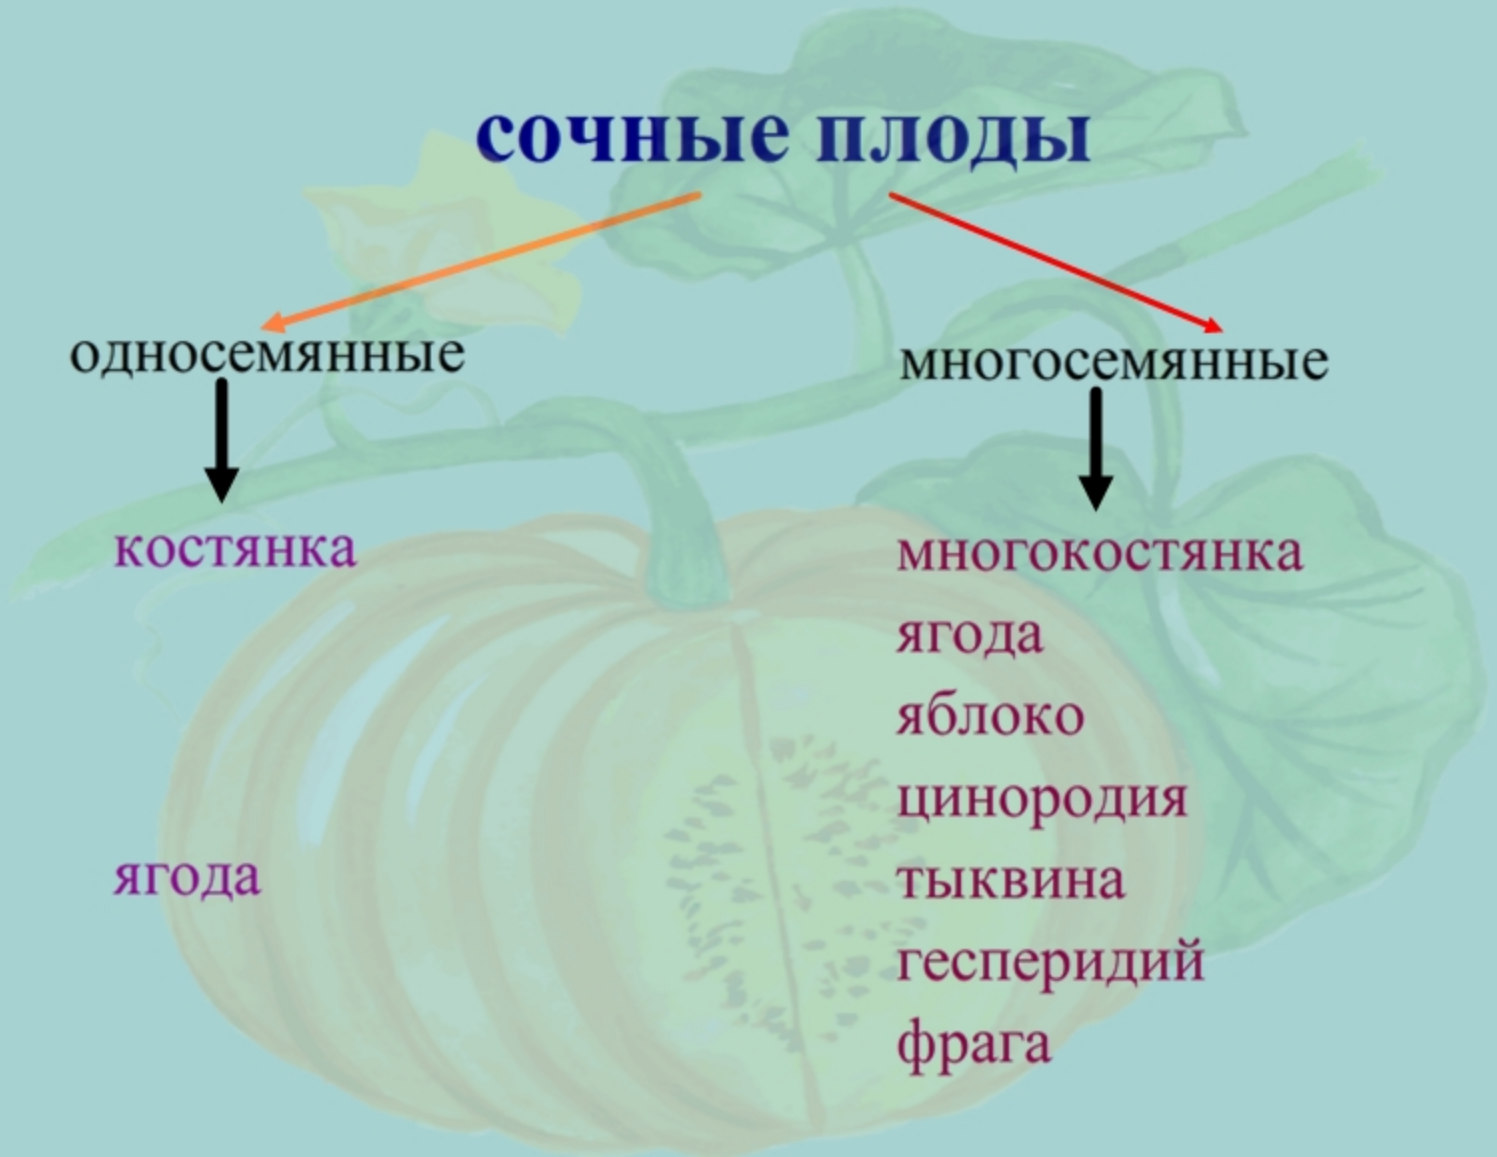 сочные плоды
односемянные
многосемянные
костянка
ягода
многокостянка
ягода
яблоко
цинородия
тыквина
гесперидий
фрага